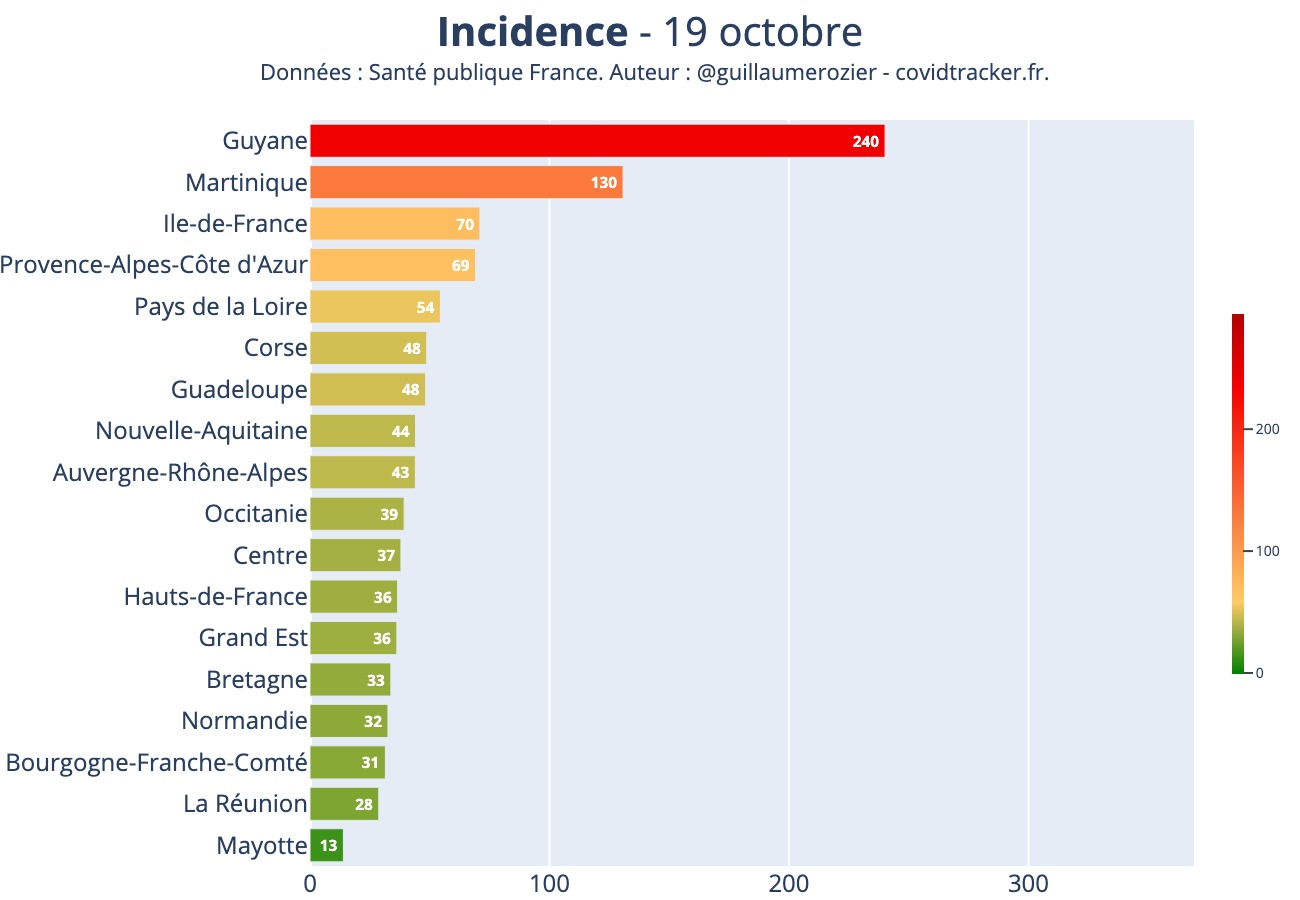 Incidence - 19 octobre
Données : Santé publique France. Auteur : @guillaumerozier - covidtracker.fr.
Guyane 240
Martinique 130
Ile-de-France 70
Provence-Alpes-Côte d'Azur 69
Pays de la Loire 54
Corse 48
Guadeloupe 48
Nouvelle-Aquitaine 44
Auvergne-Rhône-Alpes 43
Occitanie 39
Centre 37
Hauts-de-France 36
Grand Est 36
Bretagne 33
Normandie 32
Bourgogne-Franche-Comté 31
La Réunion 28
Mayotte 13
0 100 200 300
200
100
0